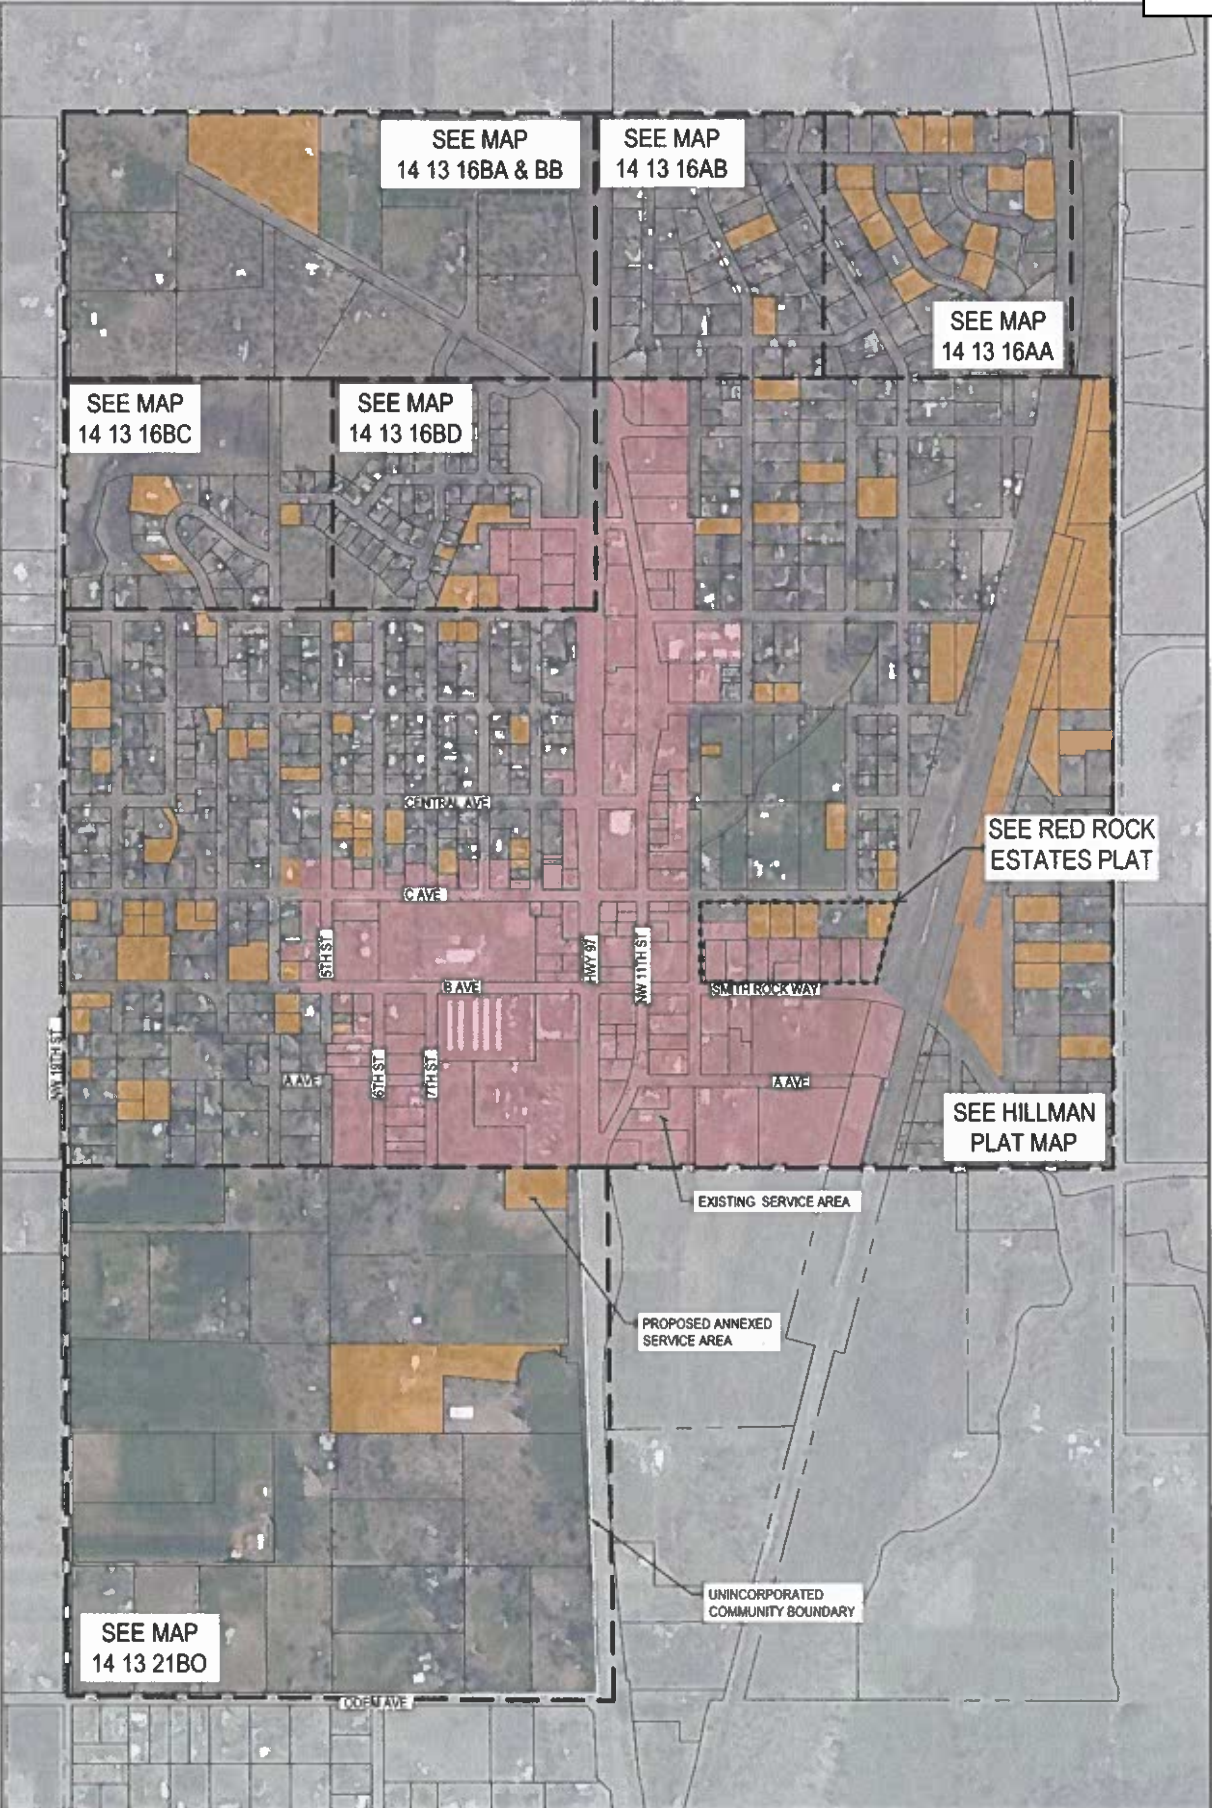 SEE MAP
14 13 16BA & BB
SEE MAP
14 13 16AB
SEE MAP
14 13 16AA
SEE MAP
14 13 16BC
SEE MAP
14 13 16BD
CENTRAL AVE
SEE RED ROCK
ESTATES PLAT
C AVE
5TH ST
HWY 97
NW 11TH ST
B AVE
SMITH ROCK WAY
NW 18TH ST
A AVE
6TH ST
7TH ST
A AVE
SEE HILLMAN
PLAT MAP
EXISTING SERVICE AREA
PROPOSED ANNEXED
SERVICE AREA
UNINCORPORATED
COMMUNITY BOUNDARY
SEE MAP
14 13 21BO
ODEM AVE